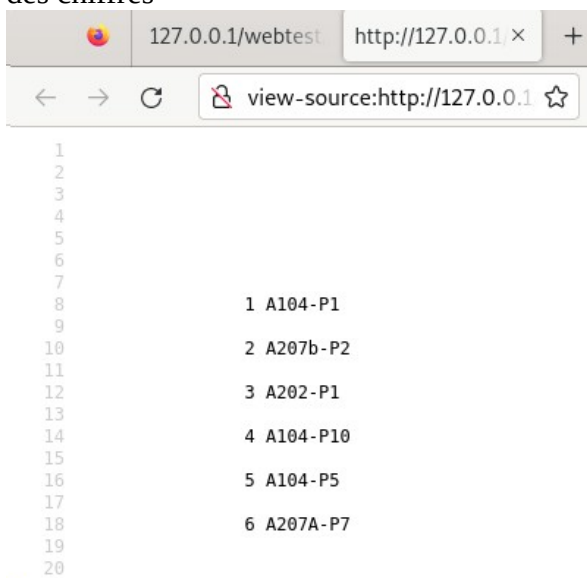 des chiffres
127.0.0.1/webtest
http://127.0.0.1/
view-source:http://127.0.0.1
1
2
3
4
5
6
7
8 1 A104-P1
9
10 2 A207b-P2
11
12 3 A202-P1
13
14 4 A104-P10
15
16 5 A104-P5
17
18 6 A207A-P7
19
20